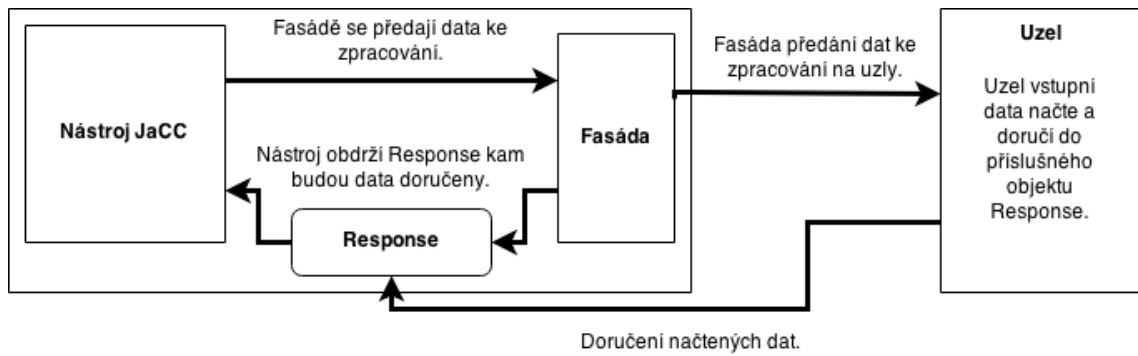 Fasádě se předají data ke
zpracování.
Nástroj JaCC
Nástroj obdrží Response kam
budou data doručeny.
Response
Fasáda
Fasáda předání dat ke
zpracování na uzly.
Uzel
Uzel vstupní
data načte a
doručí do
příslušného
objektu
Response.
Doručení načtených dat.